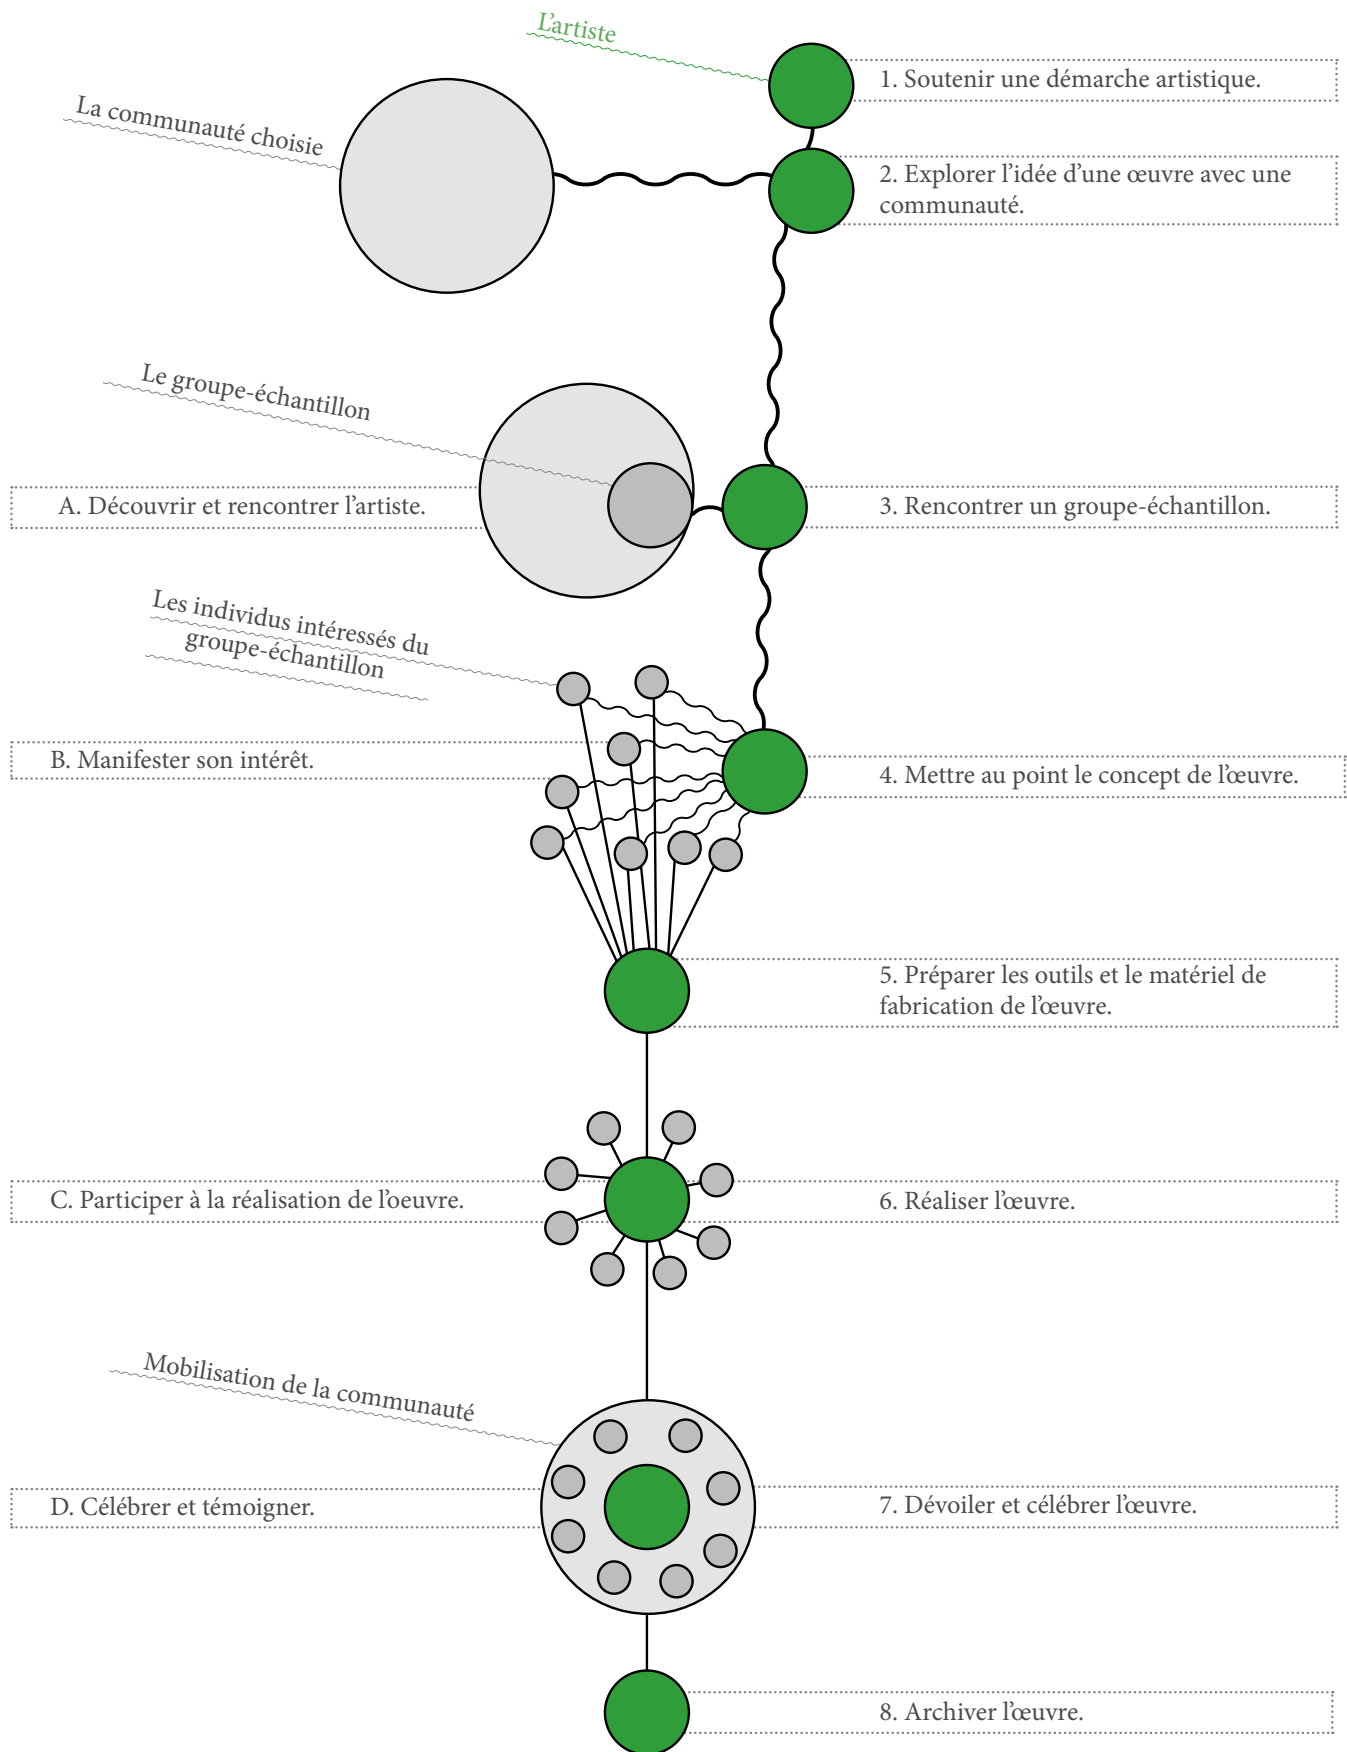 L’artiste
1. Soutenir une démarche artistique.
La communauté choisie
2. Explorer l’idée d’une œuvre avec une
communauté.
Le groupe-échantillon
A. Découvrir et rencontrer l’artiste.
3. Rencontrer un groupe-échantillon.
Les individus intéressés du
groupe-échantillon
B. Manifester son intérêt.
4. Mettre au point le concept de l’œuvre.
5. Préparer les outils et le matériel de
fabrication de l’œuvre.
C. Participer à la réalisation de l’oeuvre.
6. Réaliser l’œuvre.
Mobilisation de la communauté
D. Célébrer et témoigner.
7. Dévoiler et célébrer l’œuvre.
8. Archiver l’œuvre.